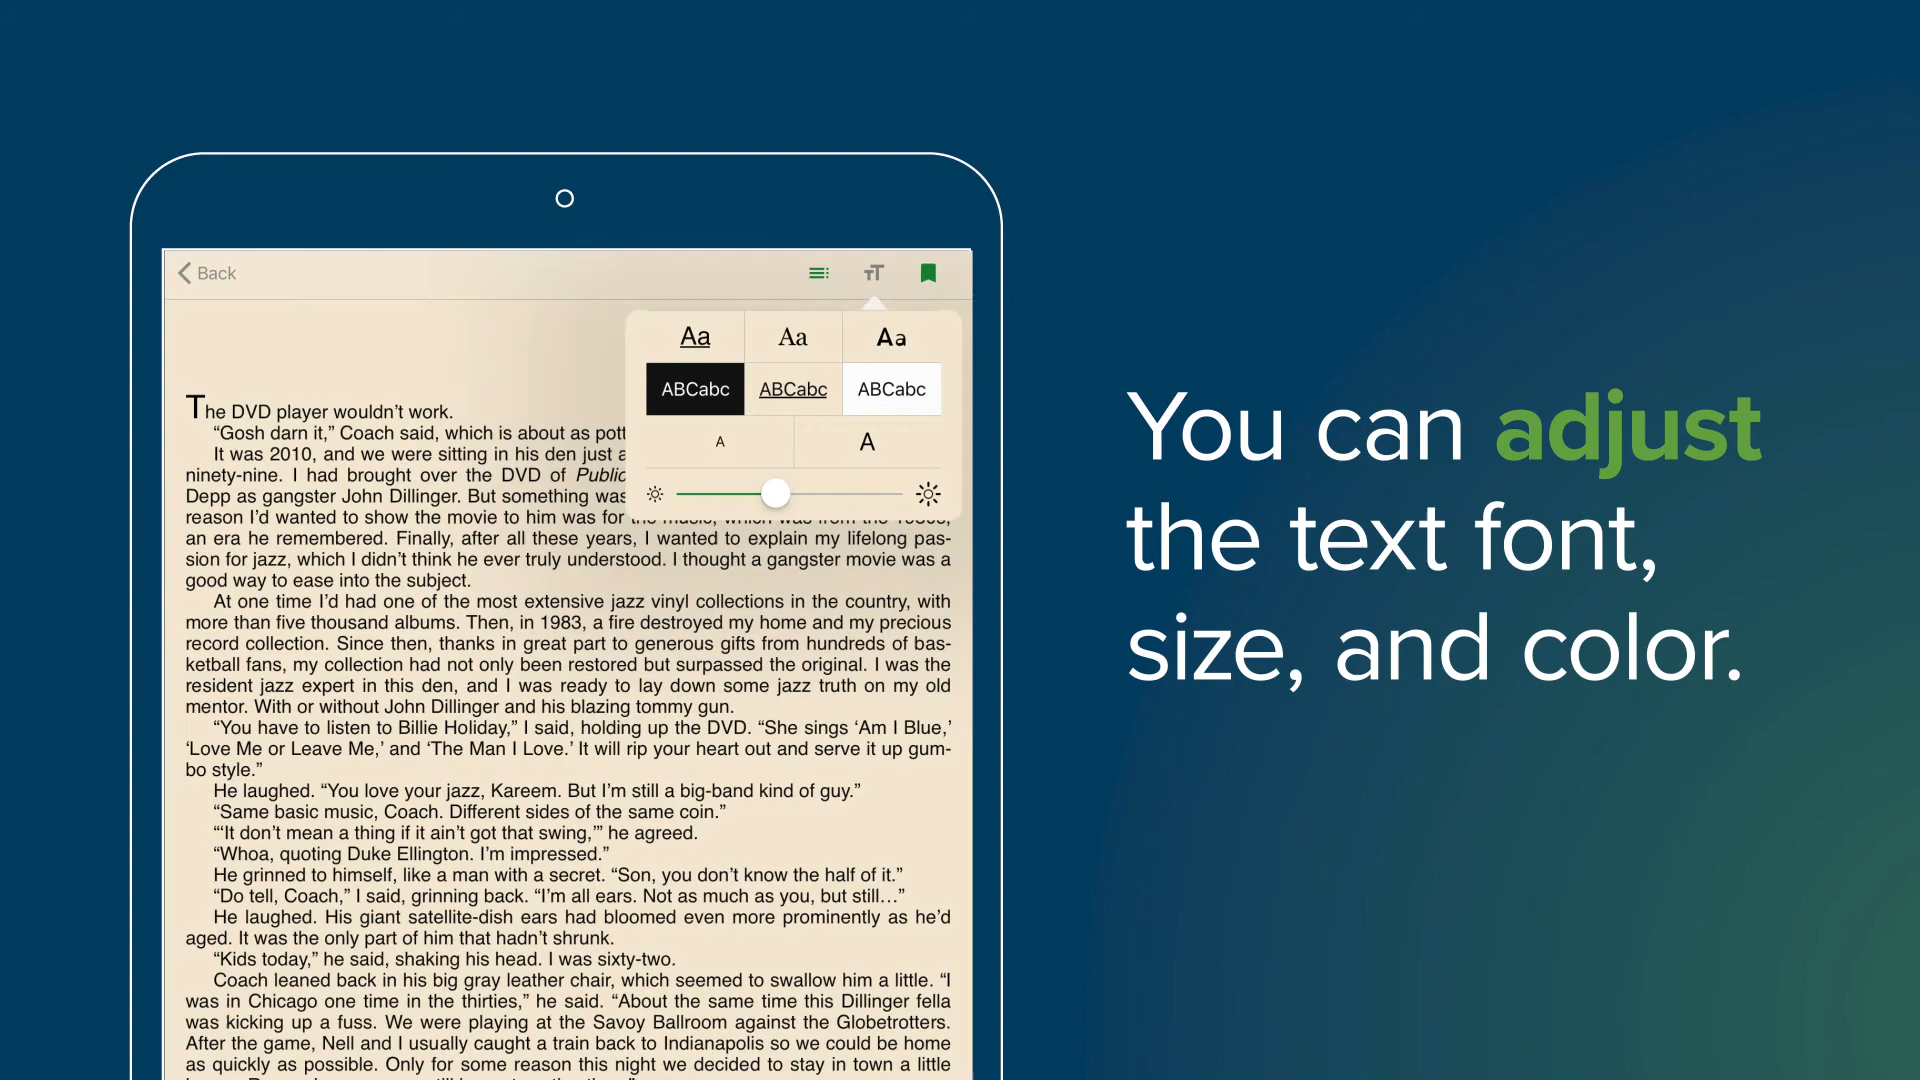 Back
Aa Aa Aa
ABCabc ABCabc ABCabc
A A
The DVD player wouldn’t work.
“Gosh darn it,” Coach said, which is about as pott
It was 2010, and we were sitting in his den just a
ninety-nine. I had brought over the DVD of Public
Depp as gangster John Dillinger. But something was
reason I’d wanted to show the movie to him was for the music, which was from the 1930s,
an era he remembered. Finally, after all these years, I wanted to explain my lifelong pas-
sion for jazz, which I didn’t think he ever truly understood. I thought a gangster movie was a
good way to ease into the subject.
At one time I’d had one of the most extensive jazz vinyl collections in the country, with
more than five thousand albums. Then, in 1983, a fire destroyed my home and my precious
record collection. Since then, thanks in great part to generous gifts from hundreds of bas-
ketball fans, my collection had not only been restored but surpassed the original. I was the
resident jazz expert in this den, and I was ready to lay down some jazz truth on my old
mentor. With or without John Dillinger and his blazing tommy gun.
“You have to listen to Billie Holiday,” I said, holding up the DVD. “She sings ‘Am I Blue,’
‘Love Me or Leave Me,’ and ‘The Man I Love.’ It will rip your heart out and serve it up gum-
bo style.”
He laughed. “You love your jazz, Kareem. But I’m still a big-band kind of guy.”
“Same basic music, Coach. Different sides of the same coin.”
“‘It don’t mean a thing if it ain’t got that swing,’” he agreed.
“Whoa, quoting Duke Ellington. I’m impressed.”
He grinned to himself, like a man with a secret. “Son, you don’t know the half of it.”
“Do tell, Coach,” I said, grinning back. “I’m all ears. Not as much as you, but still…”
He laughed. His giant satellite-dish ears had bloomed even more prominently as he’d
aged. It was the only part of him that hadn’t shrunk.
“Kids today,” he said, shaking his head. I was sixty-two.
Coach leaned back in his big gray leather chair, which seemed to swallow him a little. “I
was in Chicago one time in the thirties,” he said. “About the same time this Dillinger fella
was kicking up a fuss. We were playing at the Savoy Ballroom against the Globetrotters.
After the game, Nell and I usually caught a train back to Indianapolis so we could be home
as quickly as possible. Only for some reason this night we decided to stay in town a little
You can adjust
the text font,
size, and color.